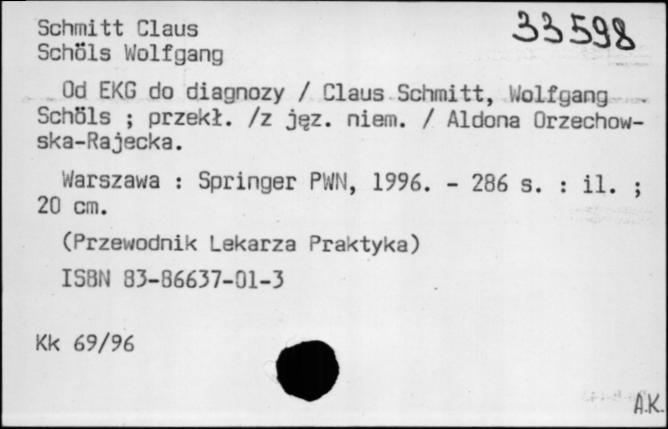 33598
Schmitt Claus
Schöls Wolfgang
Od EKG do diagnozy / Claus Schmitt, Wolfgang
Schöls ; przekł. /z jęz. niem. / Aldona Orzechow-
ska-Rajecka.
Warszawa : Springer PWN, 1996. - 286 s. : il. ;
20 cm.
(Przewodnik Lekarza Praktyka)
ISBN 83-86637-01-3
Kk 69/96
A.K.